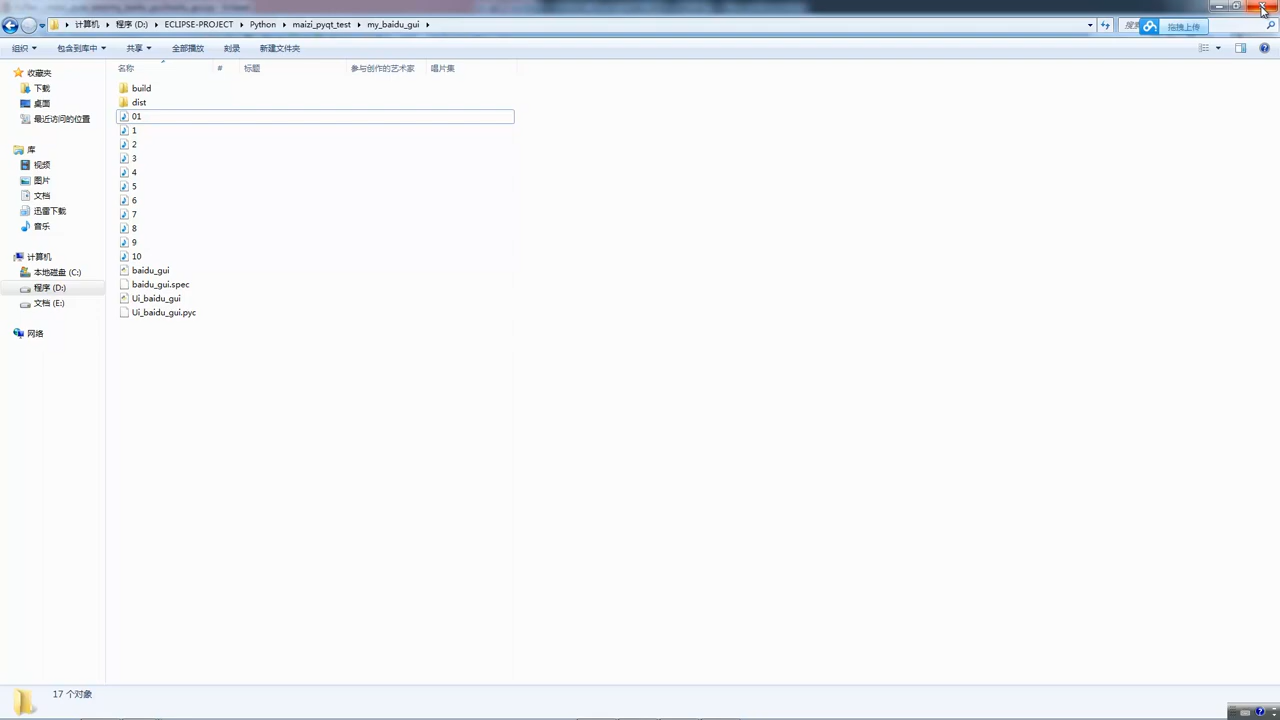 计算机 程序 (D:) ECLIPSE-PROJECT Python maizi_pyqt_test my_baidu_gui
拖拽上传
组织 包含到库中 共享 全部播放 刻录 新建文件夹
名称 # 标题 参与创作的艺术家 唱片集
收藏夹
下载
桌面
最近访问的位置
库
视频
图片
文档
迅雷下载
音乐
计算机
本地磁盘 (C:)
程序 (D:)
文档 (E:)
网络
build
dist
01
1
2
3
4
5
6
7
8
9
10
baidu_gui
baidu_gui.spec
Ui_baidu_gui
Ui_baidu_gui.pyc
17 个对象